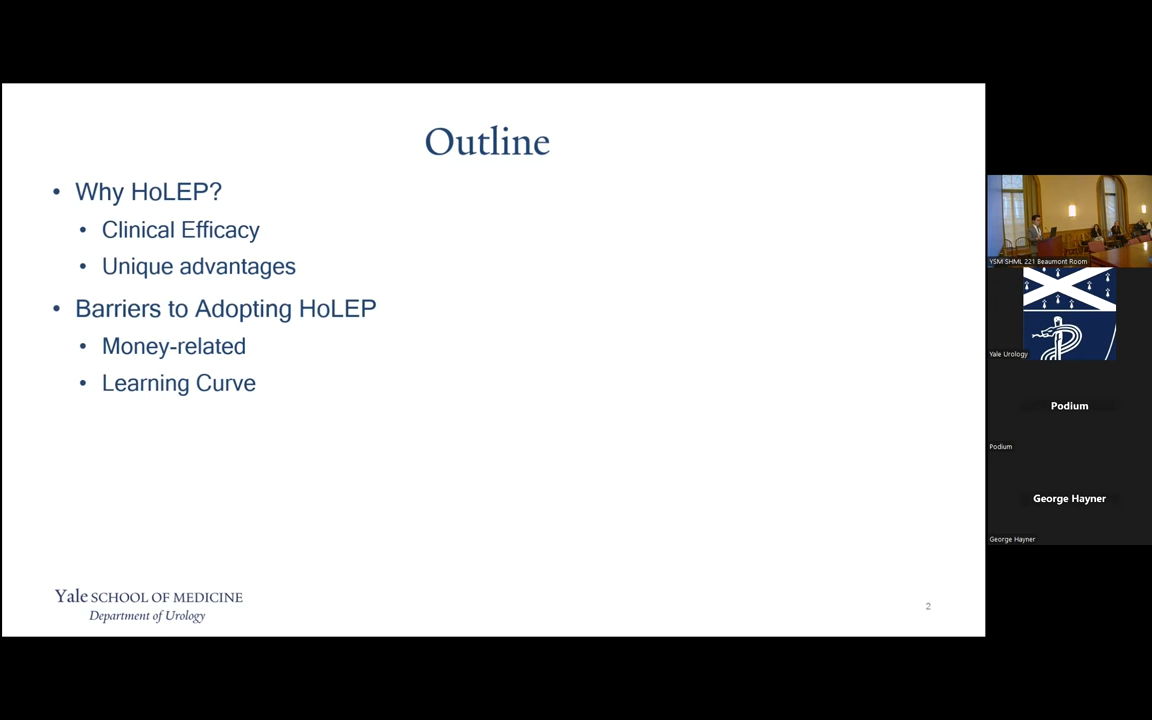 Outline
• Why HoLEP?
• Clinical Efficacy
• Unique advantages
• Barriers to Adopting HoLEP
• Money-related
• Learning Curve
Yale SCHOOL OF MEDICINE
Department of Urology
2
YSM SHML 221 Beaumont Room
Yale Urology
Podium
Podium
George Hayner
George Hayner